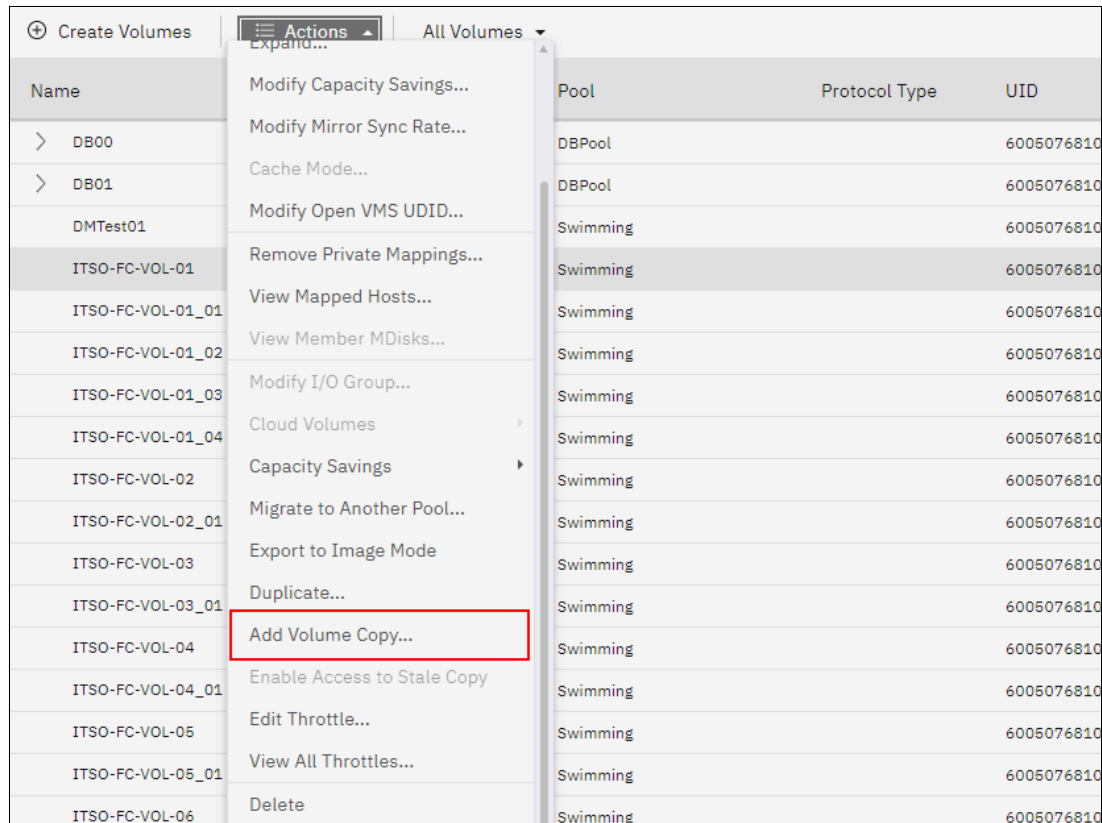 Create Volumes Actions All Volumes
Expand...
Name Pool Protocol Type UID
Modify Capacity Savings...
Modify Mirror Sync Rate...
DB00 DBPool 6005076810
Cache Mode...
DB01 DBPool 6005076810
Modify Open VMS UDID...
DMTest01 Swimming 6005076810
Remove Private Mappings...
ITSO-FC-VOL-01 Swimming 6005076810
View Mapped Hosts...
ITSO-FC-VOL-01_01 Swimming 6005076810
View Member MDisks...
ITSO-FC-VOL-01_02 Swimming 6005076810
Modify I/O Group...
ITSO-FC-VOL-01_03 Swimming 6005076810
Cloud Volumes
ITSO-FC-VOL-01_04 Swimming 6005076810
Capacity Savings
ITSO-FC-VOL-02 Swimming 6005076810
Migrate to Another Pool...
ITSO-FC-VOL-02_01 Swimming 6005076810
Export to Image Mode
ITSO-FC-VOL-03 Swimming 6005076810
Duplicate...
ITSO-FC-VOL-03_01 Swimming 6005076810
Add Volume Copy...
ITSO-FC-VOL-04 Swimming 6005076810
Enable Access to Stale Copy
ITSO-FC-VOL-04_01 Swimming 6005076810
Edit Throttle...
ITSO-FC-VOL-05 Swimming 6005076810
View All Throttles...
ITSO-FC-VOL-05_01 Swimming 6005076810
Delete
ITSO-FC-VOL-06 Swimming 6005076810